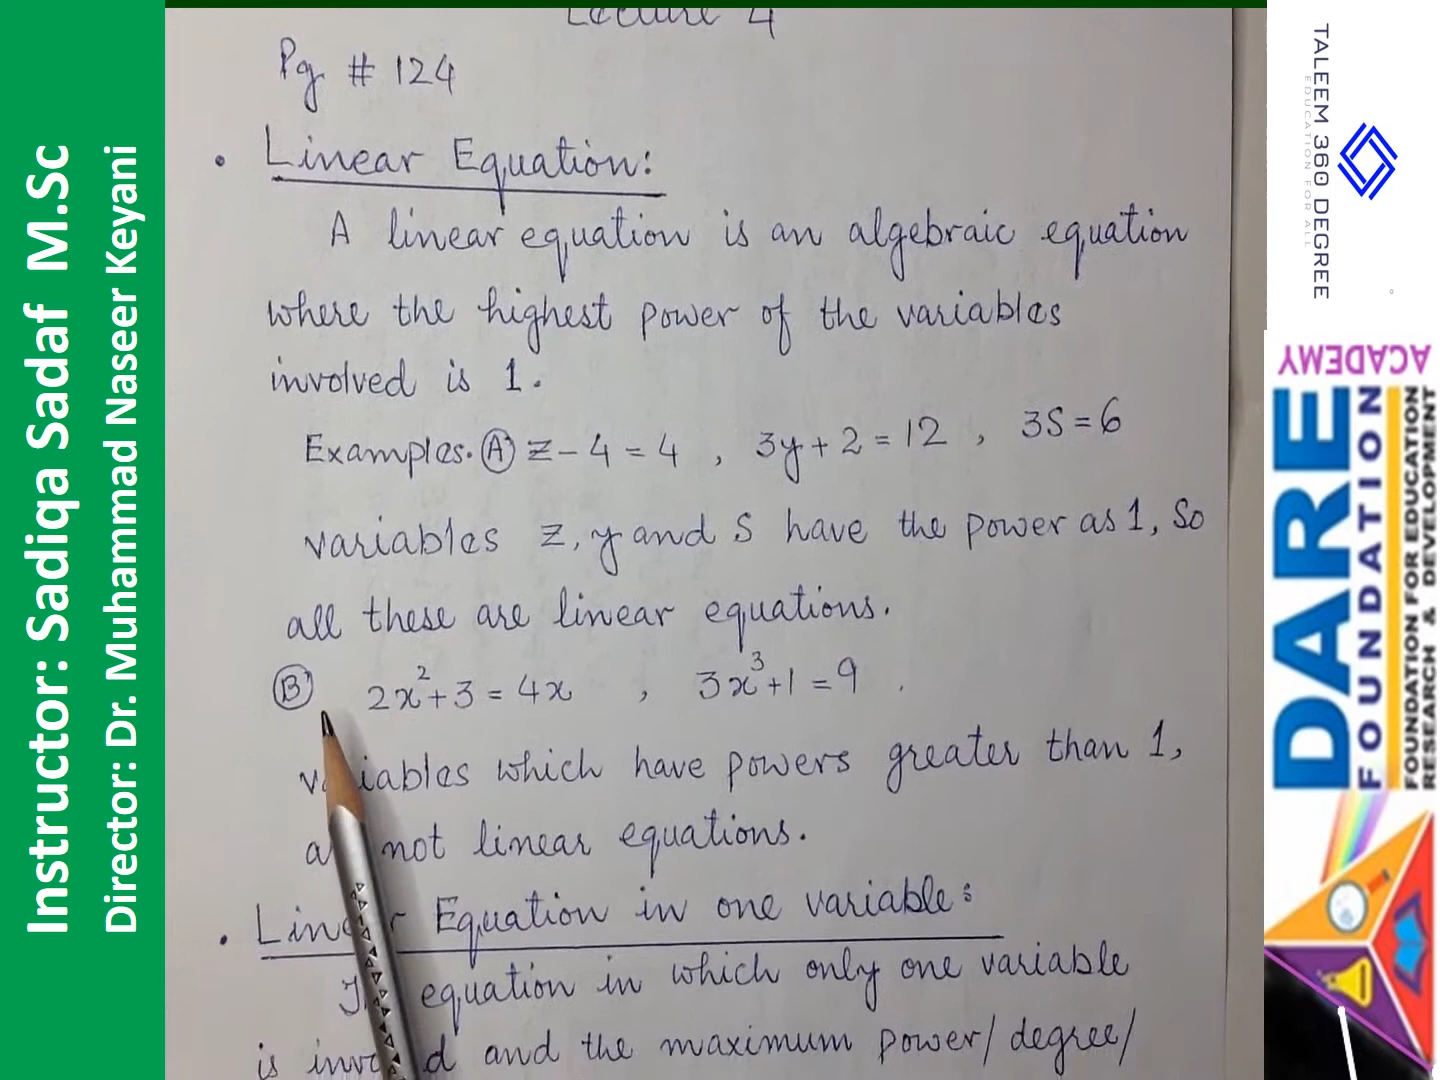 Instructor: Sadiqa Sadaf M.Sc
Director: Dr. Muhammad Naseer Keyani
Lecture 4
Pg # 124
• Linear Equation:
A linear equation is an algebraic equation
where the highest power of the variables
involved is 1.
Examples. (A) z - 4 = 4 , 3y + 2 = 12 , 3S = 6
variables z, y and S have the power as 1, So
all these are linear equations.
(B) 2x² + 3 = 4x , 3x³ + 1 = 9 .
iables which have powers greater than 1,
not linear equations.
• Linear Equation in one variable:
equation in which only one variable
is and the maximum power/degree/
TALEEM 360 DEGREE
EDUCATION FOR ALL
ACADEMY
DARE
FOUNDATION
FOUNDATION FOR EDUCATION
RESEARCH & DEVELOPMENT